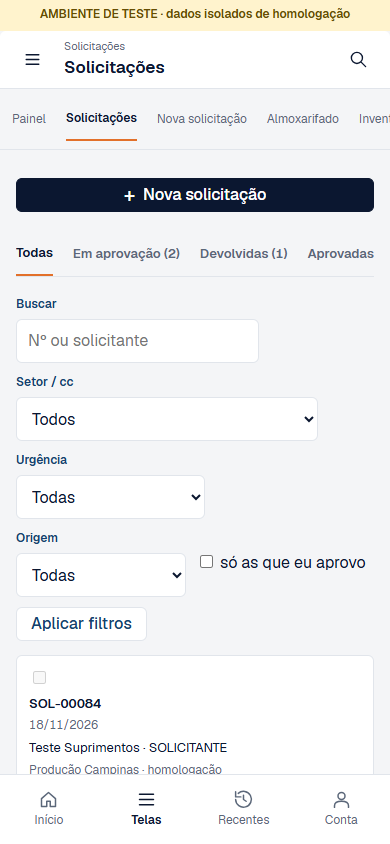 AMBIENTE DE TESTE · dados isolados de homologação
Solicitações
Solicitações
Painel Solicitações Nova solicitação Almoxarifado Inven
+ Nova solicitação
Todas Em aprovação (2) Devolvidas (1) Aprovadas
Buscar
Nº ou solicitante
Setor / cc
Todos
Urgência
Todas
Origem
Todas
só as que eu aprovo
Aplicar filtros
SOL-00084
18/11/2026
Teste Suprimentos · SOLICITANTE
Produção Campinas · homologação
Início Telas Recentes Conta